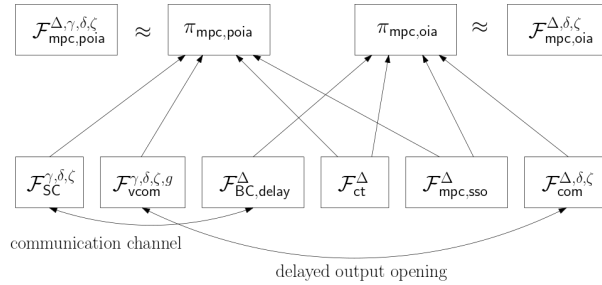 F^{Δ,γ,δ,ζ}_{mpc,poia} ≈ π_{mpc,poia} π_{mpc,oia} ≈ F^{Δ,δ,ζ}_{mpc,oia}
F^{γ,δ,ζ}_{SC} F^{γ,δ,ζ,g}_{vcom} F^{Δ}_{BC,delay} F^{Δ}_{ct} F^{Δ}_{mpc,sso} F^{Δ,δ,ζ}_{com}
communication channel
delayed output opening